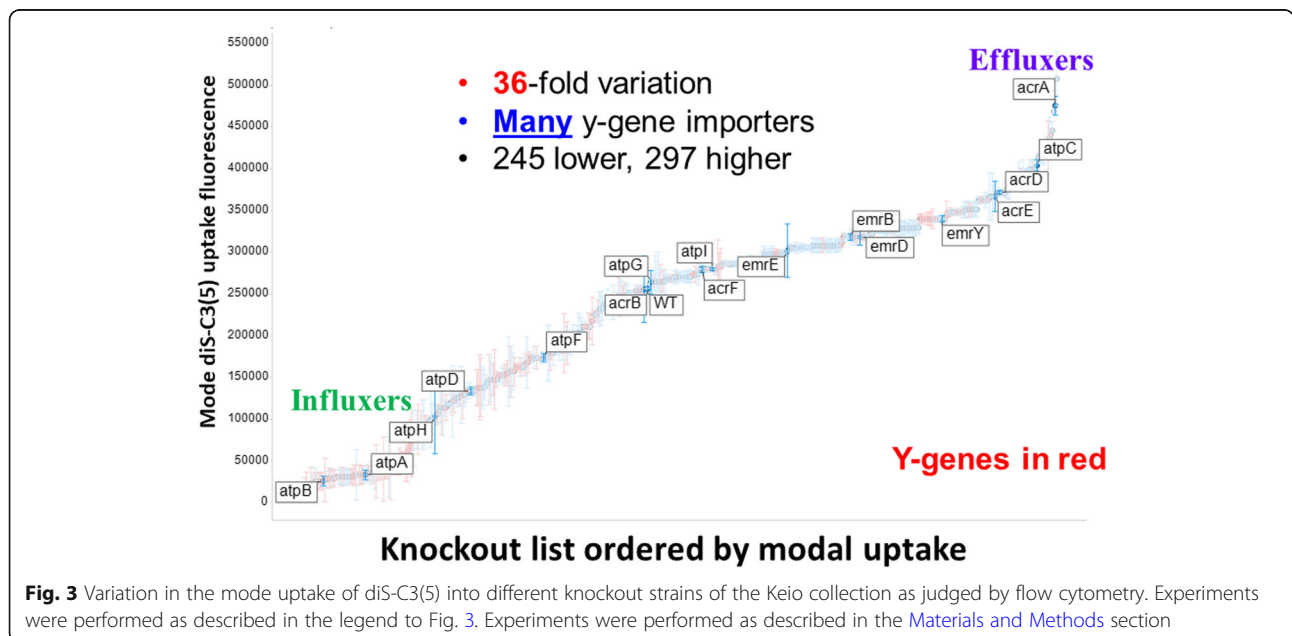 550000
500000
450000
400000
350000
300000
250000
200000
150000
100000
50000
0
Mode diS-C3(5) uptake fluorescence
• 36-fold variation
• Many y-gene importers
• 245 lower, 297 higher
Effluxers
acrA
atpC
acrD
acrE
emrB
emrD
emrY
atpI
emrE
acrF
atpG
acrB
WT
atpF
atpD
Influxers
atpH
atpA
atpB
Y-genes in red
Knockout list ordered by modal uptake
Fig. 3 Variation in the mode uptake of diS-C3(5) into different knockout strains of the Keio collection as judged by flow cytometry. Experiments
were performed as described in the legend to Fig. 3. Experiments were performed as described in the Materials and Methods section